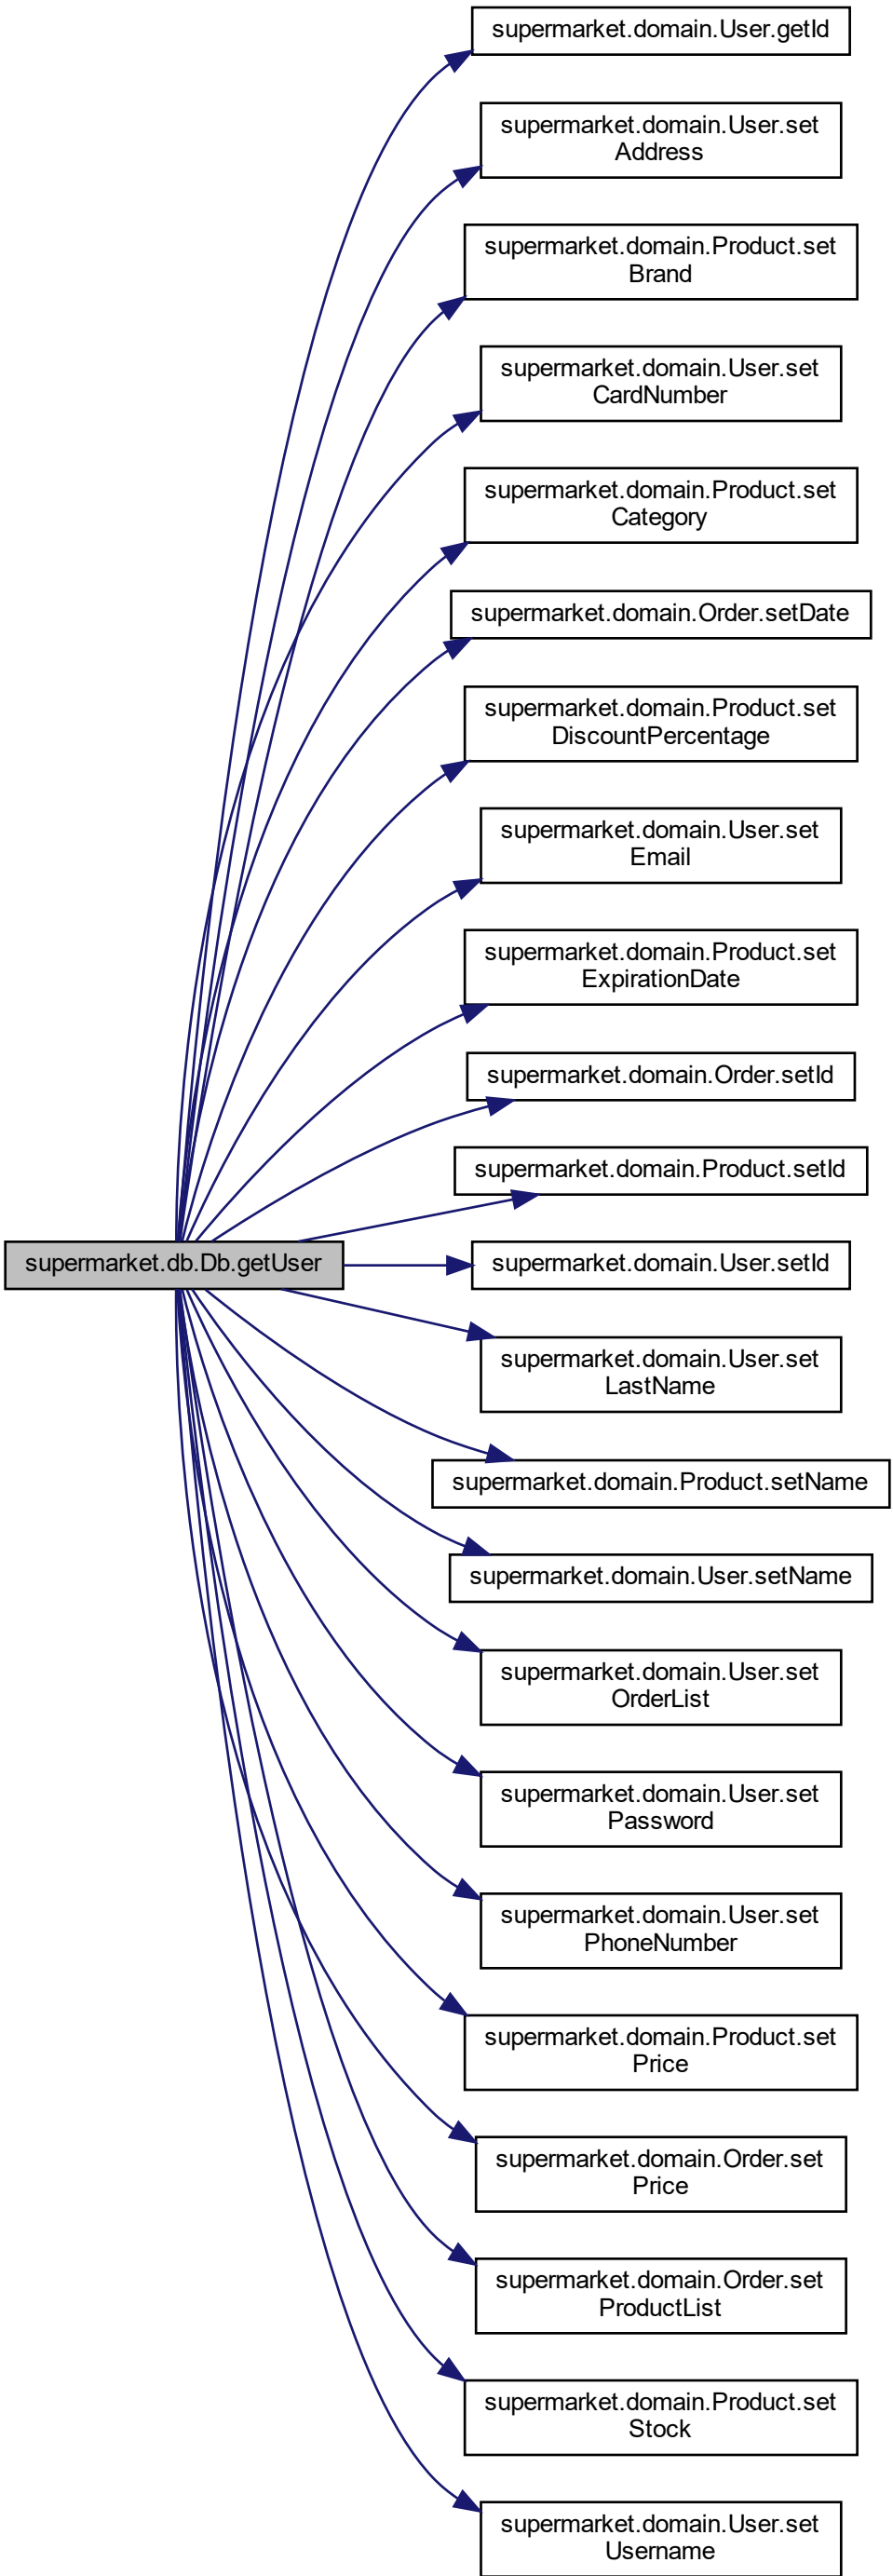 supermarket.domain.User.getId
supermarket.domain.User.set
Address
supermarket.domain.Product.set
Brand
supermarket.domain.User.set
CardNumber
supermarket.domain.Product.set
Category
supermarket.domain.Order.setDate
supermarket.domain.Product.set
DiscountPercentage
supermarket.domain.User.set
Email
supermarket.domain.Product.set
ExpirationDate
supermarket.domain.Order.setId
supermarket.domain.Product.setId
supermarket.db.Db.getUser
supermarket.domain.User.setId
supermarket.domain.User.set
LastName
supermarket.domain.Product.setName
supermarket.domain.User.setName
supermarket.domain.User.set
OrderList
supermarket.domain.User.set
Password
supermarket.domain.User.set
PhoneNumber
supermarket.domain.Product.set
Price
supermarket.domain.Order.set
Price
supermarket.domain.Order.set
ProductList
supermarket.domain.Product.set
Stock
supermarket.domain.User.set
Username